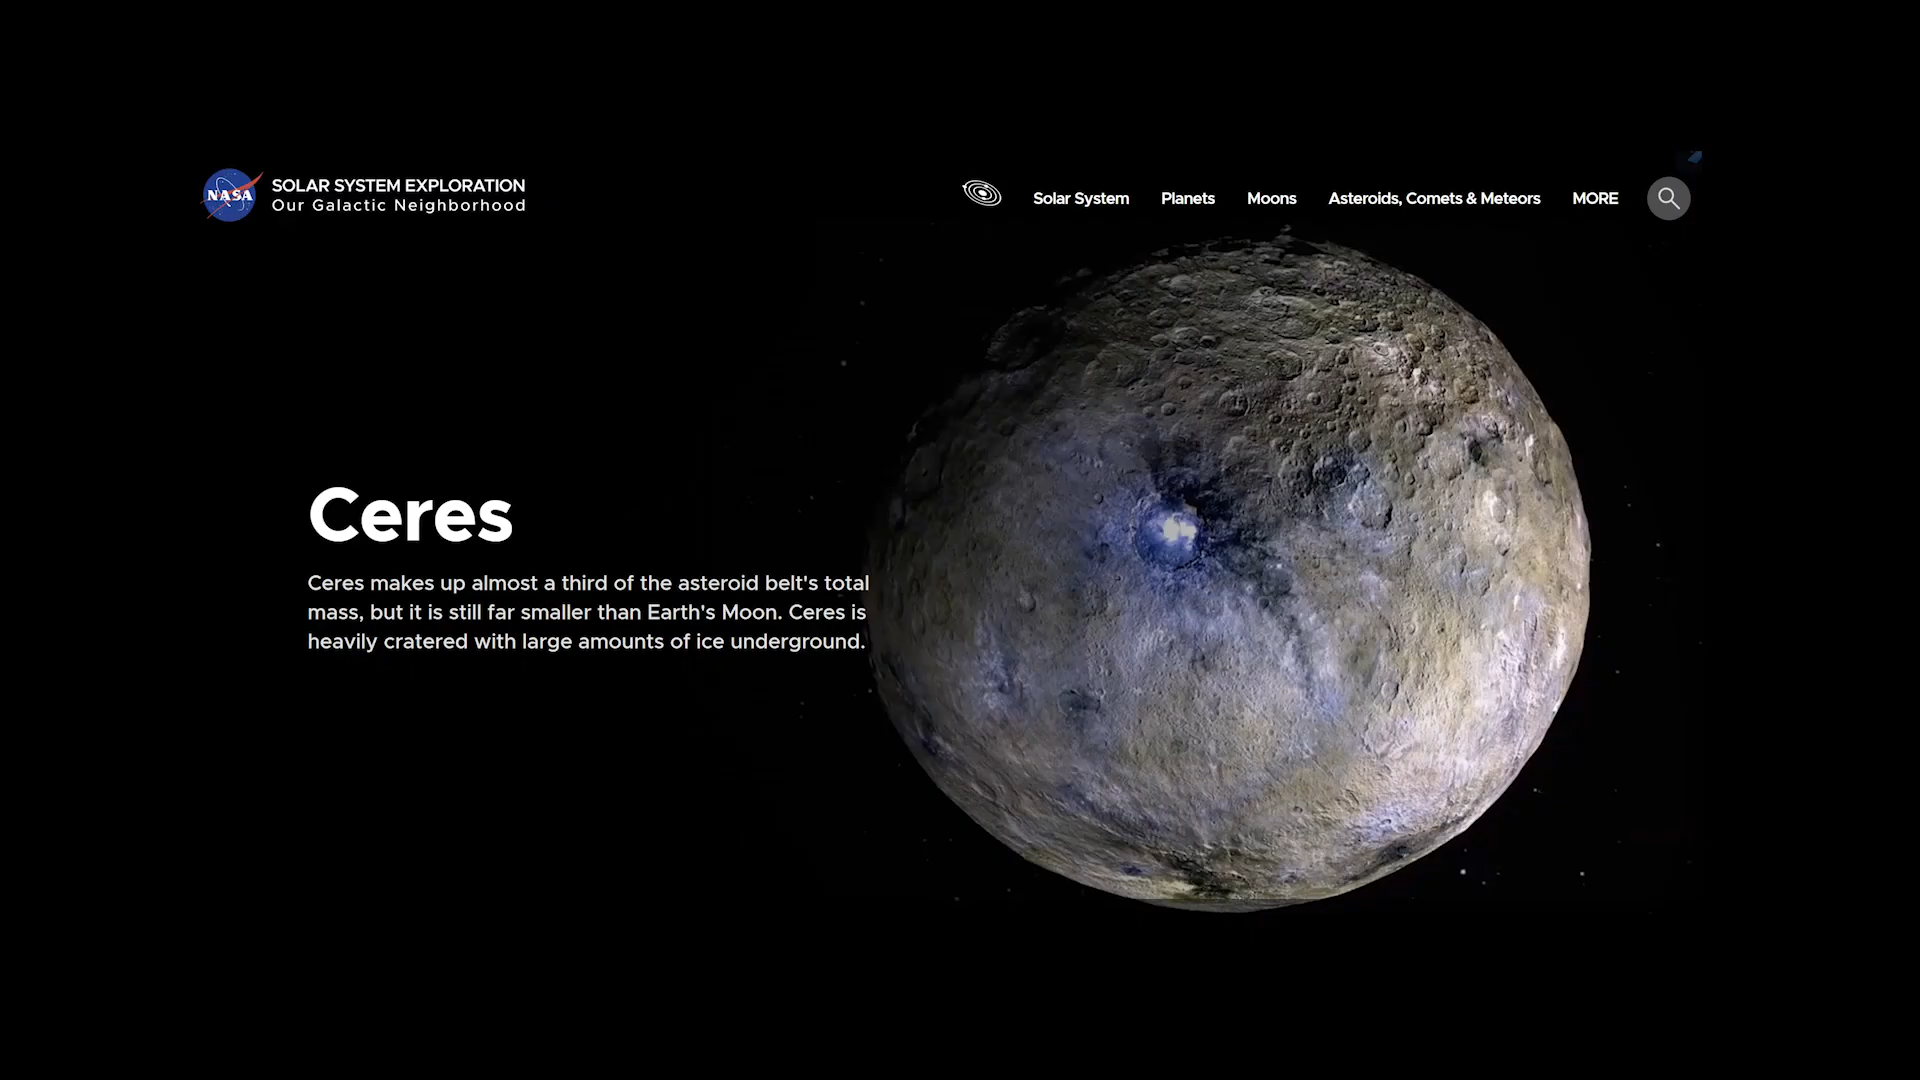 NASA
SOLAR SYSTEM EXPLORATION
Our Galactic Neighborhood
Solar System
Planets
Moons
Asteroids, Comets & Meteors
MORE
Ceres
Ceres makes up almost a third of the asteroid belt's total
mass, but it is still far smaller than Earth's Moon. Ceres is
heavily cratered with large amounts of ice underground.